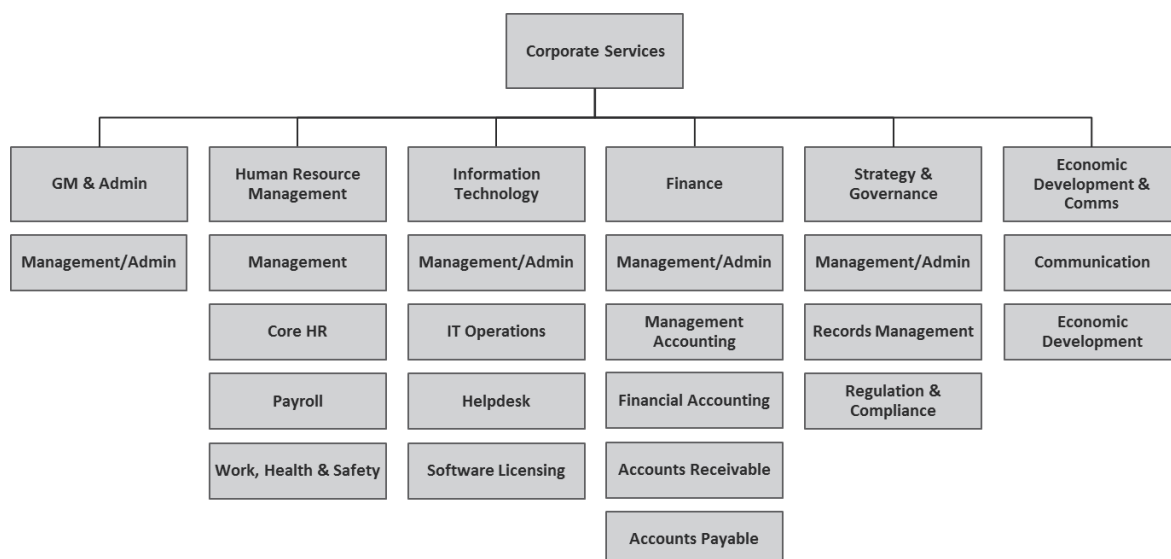 Corporate Services
GM & Admin
Human Resource
Management
Information
Technology
Finance
Strategy &
Governance
Economic
Development &
Comms
Management/Admin
Management
Management/Admin
Management/Admin
Management/Admin
Communication
Core HR
IT Operations
Management
Accounting
Records Management
Economic
Development
Payroll
Helpdesk
Financial Accounting
Regulation &
Compliance
Work, Health & Safety
Software Licensing
Accounts Receivable
Accounts Payable